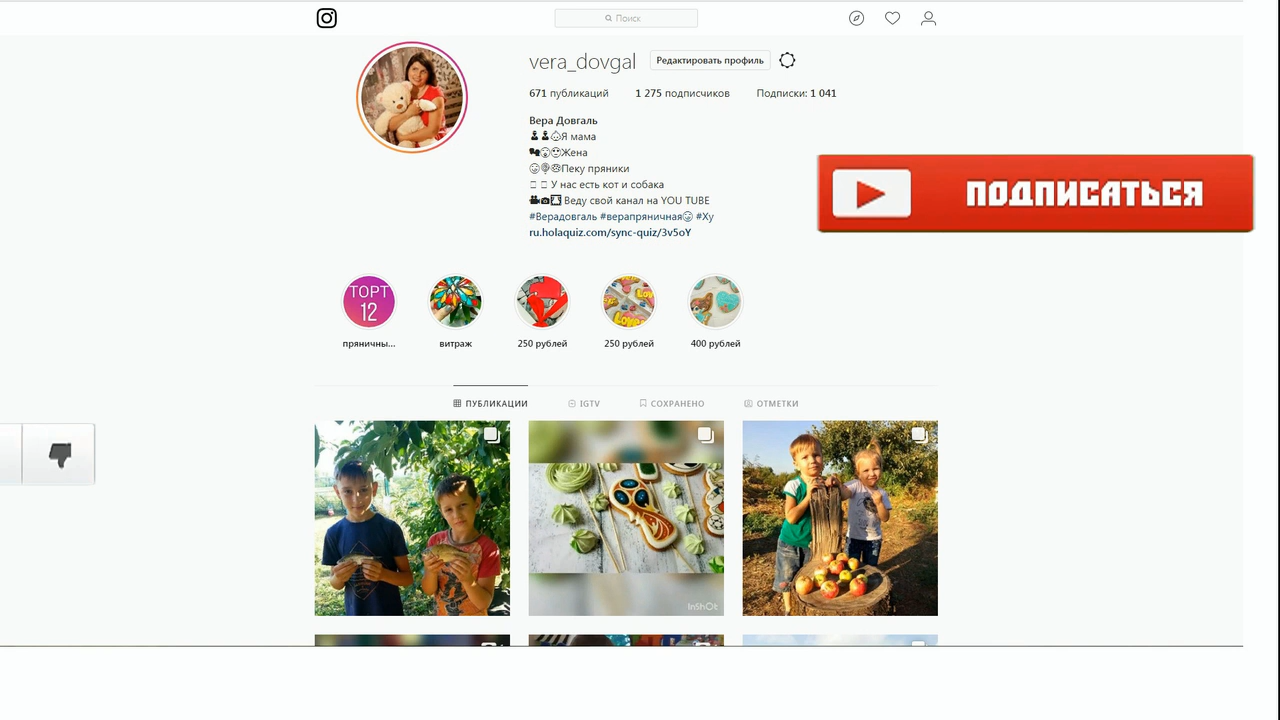 Поиск
vera_dovgal Редактировать профиль
671 публикаций 1 275 подписчиков Подписки: 1 041
Вера Довгаль
Я мама
Жена
Пеку пряники
У нас есть кот и собака
Веду свой канал на YOU TUBE
#Верадовгаль #верапряничная #Ху
ru.holaquiz.com/sync-quiz/3v5oY
ПОДПИСАТЬСЯ
ТОРТ
12
пряничны... витраж 250 рублей 250 рублей 400 рублей
ПУБЛИКАЦИИ IGTV СОХРАНЕНО ОТМЕТКИ
InShOt